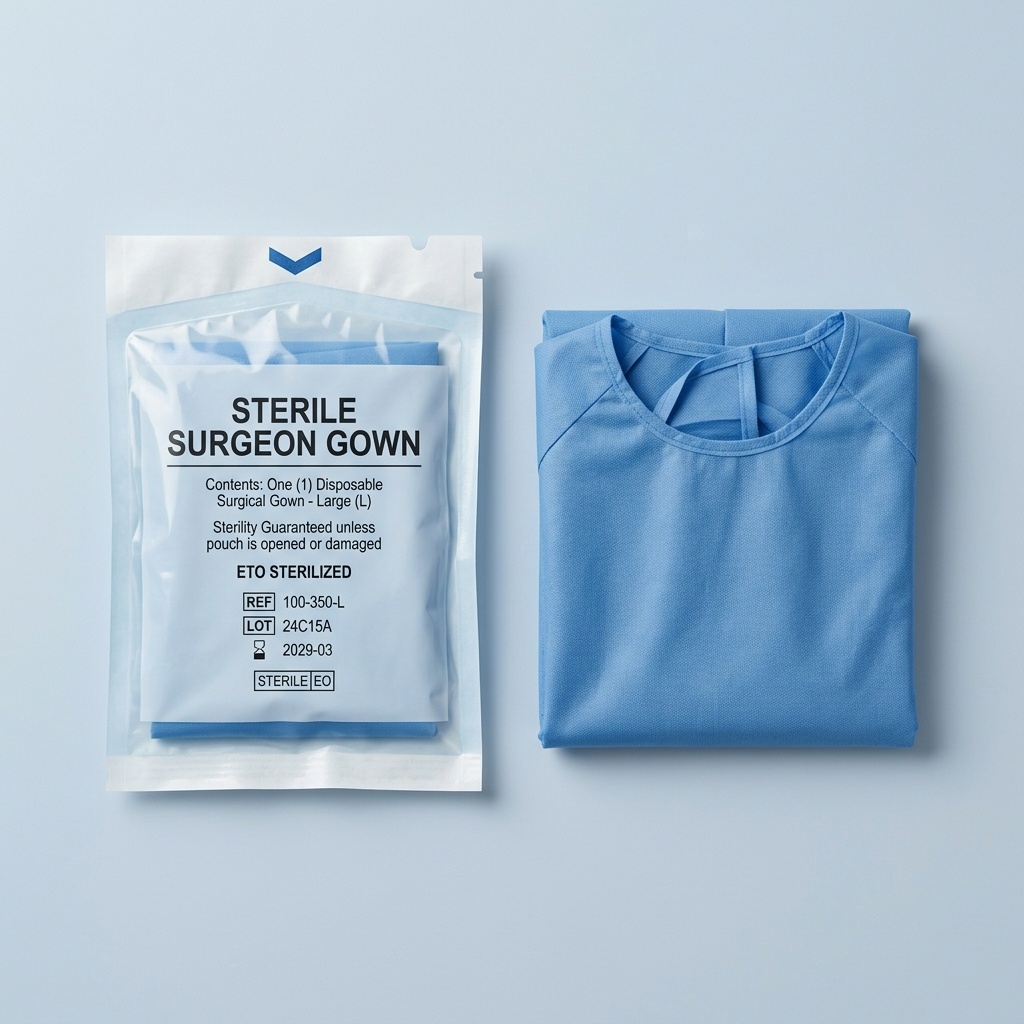 STERILE
SURGEON GOWN
Contents: One (1) Disposable
Surgical Gown - Large (L)
Sterility Guaranteed unless
pouch is opened or damaged
ETO STERILIZED
REF 100-350-L
LOT 24C15A
2029-03
STERILE EO